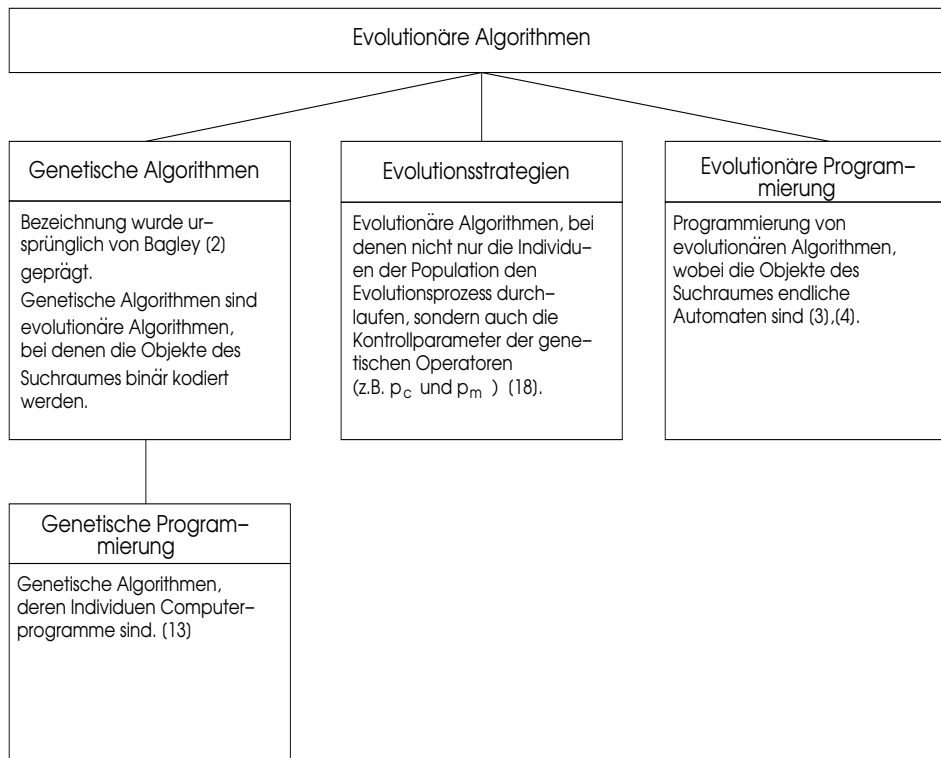 Evolutionäre Algorithmen
Genetische Algorithmen
Bezeichnung wurde ur–
sprünglich von Bagley (2)
geprägt.
Genetische Algorithmen sind
evolutionäre Algorithmen,
bei denen die Objekte des
Suchraumes binär kodiert
werden.
Evolutionsstrategien
Evolutionäre Algorithmen, bei
denen nicht nur die Individu–
en der Population den
Evolutionsprozess durch–
laufen, sondern auch die
Kontrollparameter der gene–
tischen Operatoren
(z.B. p_c und p_m ) (18).
Evolutionäre Program–
mierung
Programmierung von
evolutionären Algorithmen,
wobei die Objekte des
Suchraumes endliche
Automaten sind (3),(4).
Genetische Program–
mierung
Genetische Algorithmen,
deren Individuen Computer–
programme sind. (13)